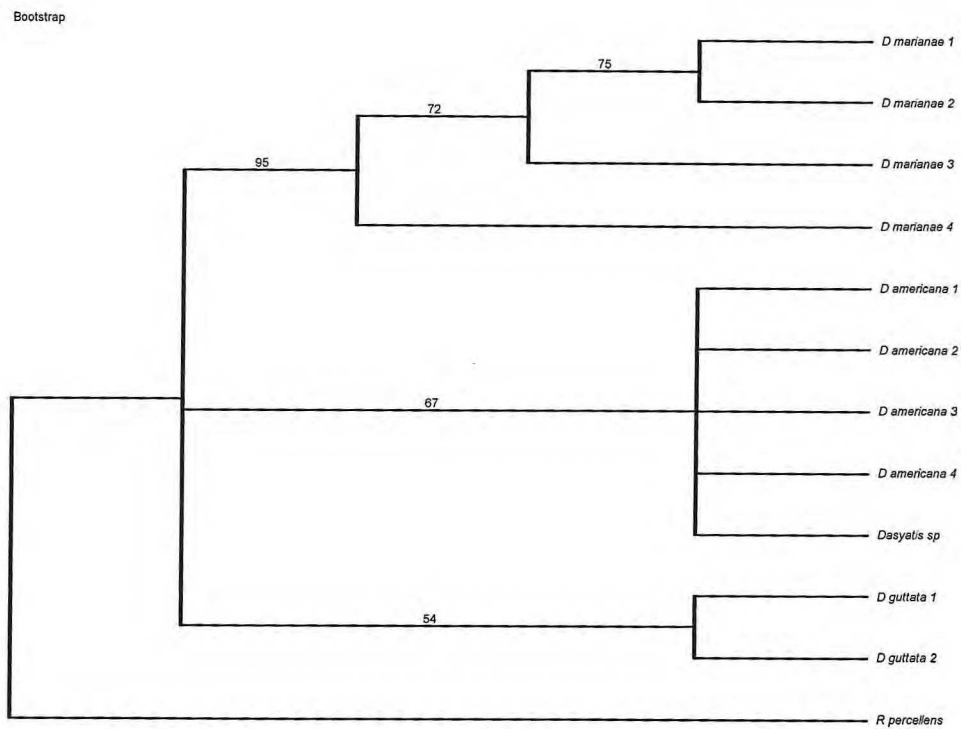 Bootstrap
D marianae 1
75
D marianae 2
72
D marianae 3
95
D marianae 4
D americana 1
D americana 2
67
D americana 3
D americana 4
Dasyatis sp
D guttata 1
54
D guttata 2
R percellens